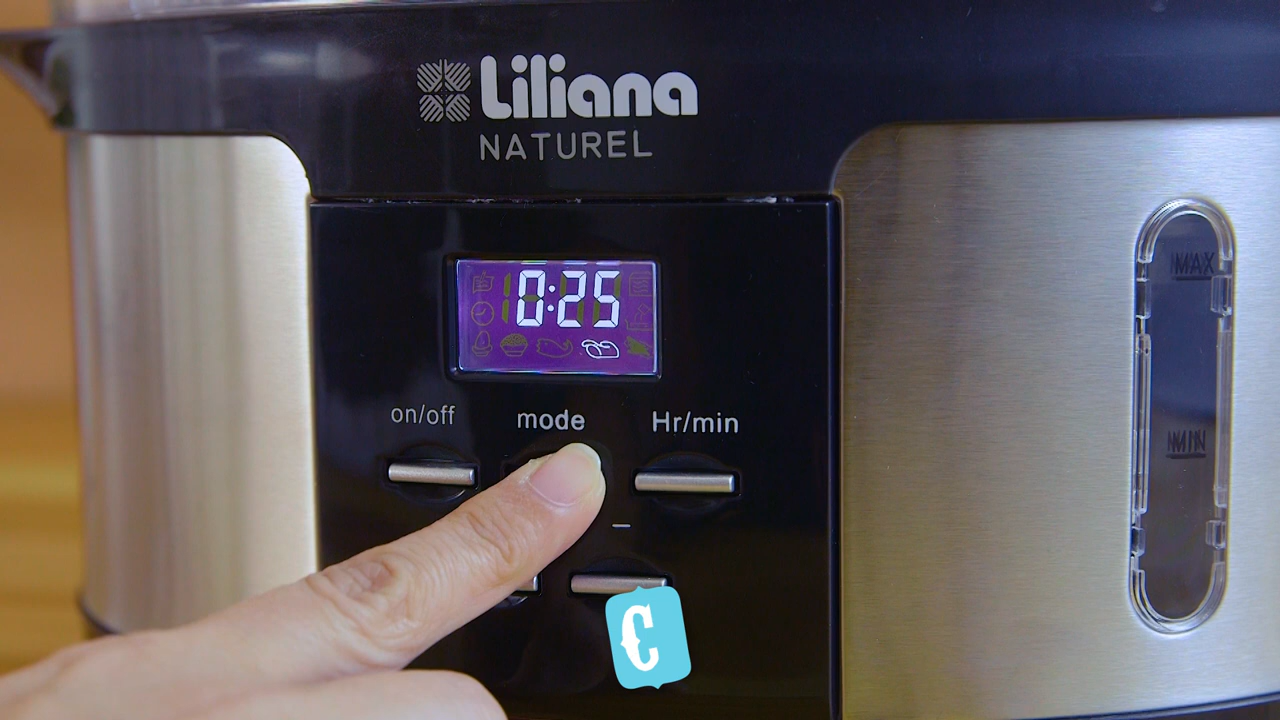 Liliana
NATUREL
0:25
on/off
mode
Hr/min
–
MAX
MIN
C